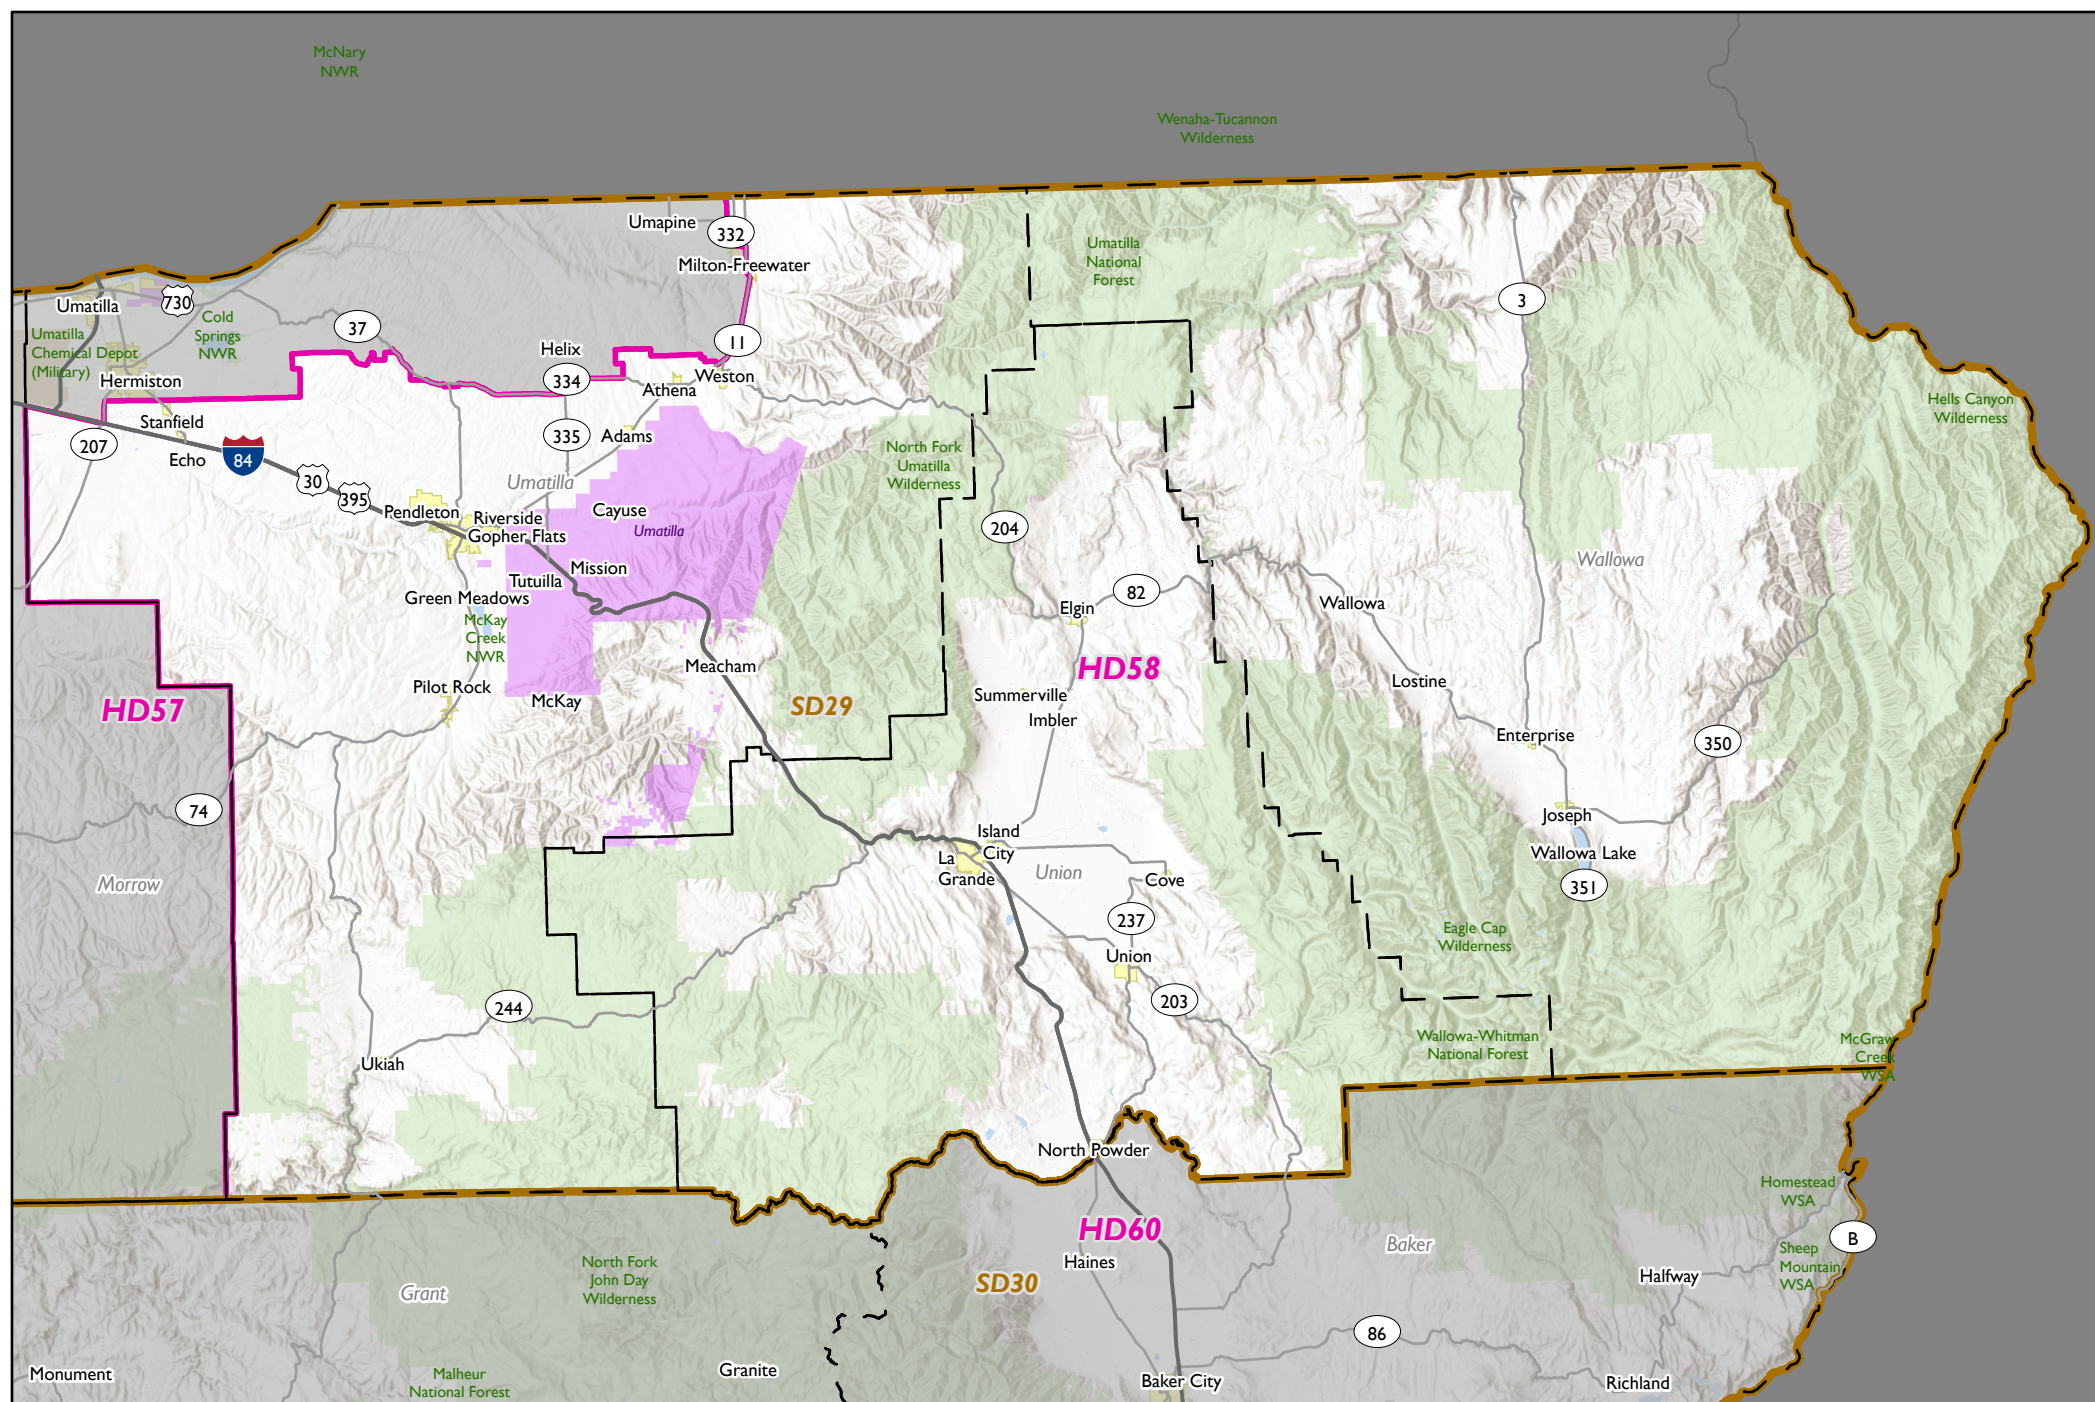 McNary
NWR
Wenaha-Tucannon
Wilderness
Umapine
332
Milton-Freewater
Umatilla
National
Forest
3
Umatilla
730
Cold
Springs
NWR
37
Umatilla
Chemical Depot
(Military)
Hermiston
Helix
334
11
Athena
Weston
Hells Canyon
Wilderness
Stanfield
207
Echo
84
335
Adams
North Fork
Umatilla
Wilderness
30
395
Umatilla
Pendleton
Riverside
Gopher Flats
Cayuse
Umatilla
204
Wallowa
Mission
Tutuilla
Green Meadows
McKay
Creek
NWR
82
Elgin
Wallowa
Meacham
HD58
Lostine
Pilot Rock
McKay
HD57
SD29
Summerville
Imbler
Enterprise
350
74
Joseph
Island
City
La
Grande
Union
Cove
Wallowa Lake
351
Morrow
237
Eagle Cap
Wilderness
Union
203
244
Ukiah
Wallowa-Whitman
National Forest
McGraw
Creek
WSA
North Powder
Homestead
WSA
HD60
Haines
Baker
B
Sheep
Mountain
WSA
North Fork
John Day
Wilderness
Grant
SD30
Halfway
86
Monument
Malheur
National Forest
Granite
Baker City
Richland